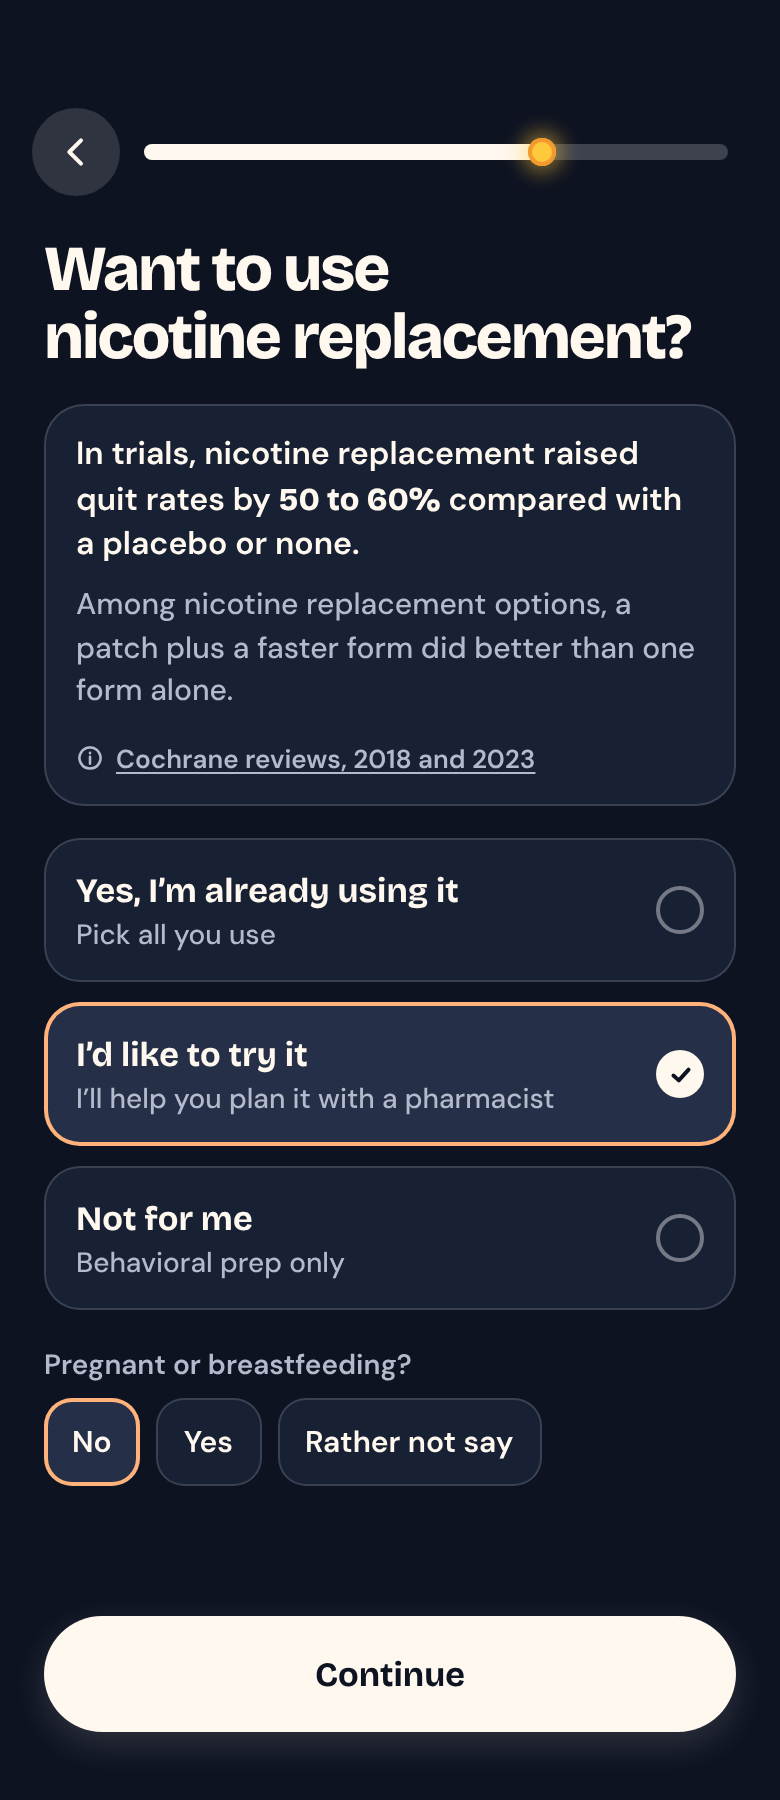 Want to use
nicotine replacement?
In trials, nicotine replacement raised
quit rates by 50 to 60% compared with
a placebo or none.
Among nicotine replacement options, a
patch plus a faster form did better than one
form alone.
Cochrane reviews, 2018 and 2023
Yes, I’m already using it
Pick all you use
I’d like to try it
I’ll help you plan it with a pharmacist
Not for me
Behavioral prep only
Pregnant or breastfeeding?
No
Yes
Rather not say
Continue